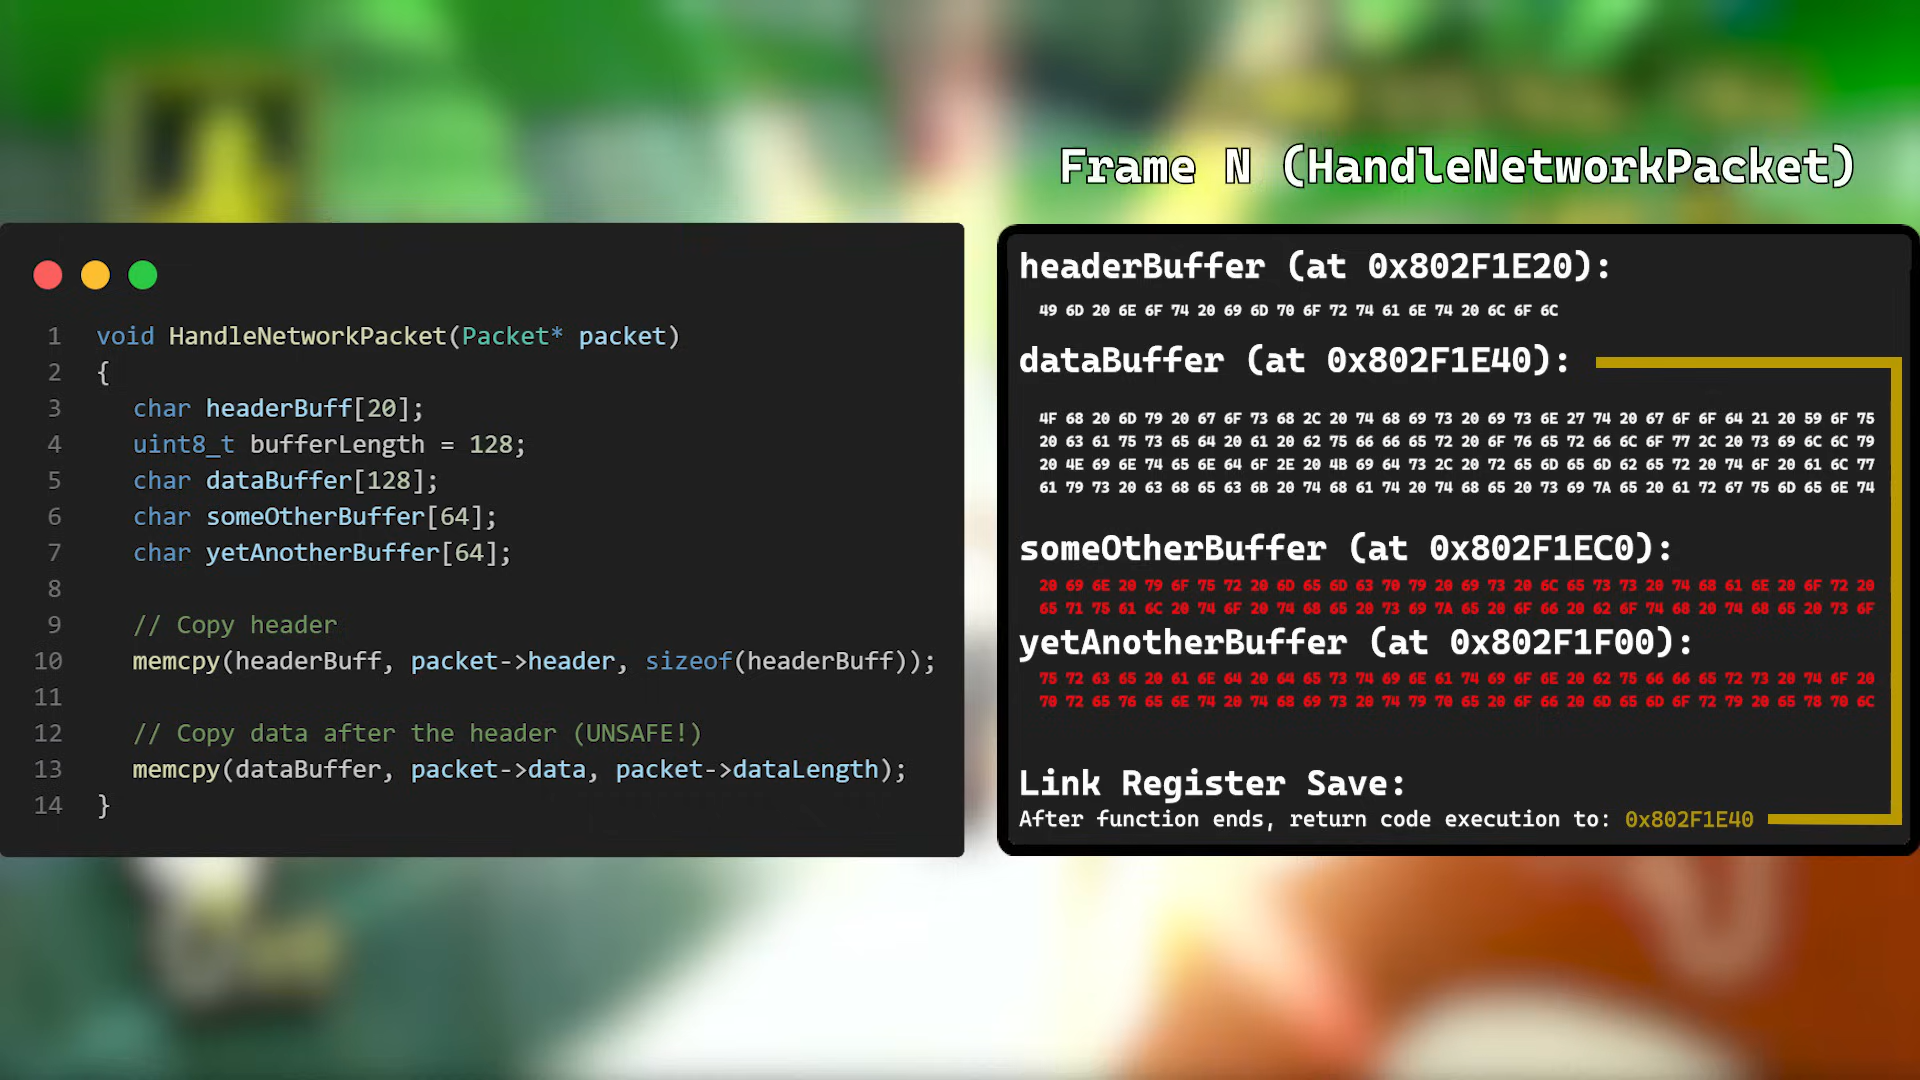 Frame N (HandleNetworkPacket)
1 void HandleNetworkPacket(Packet* packet)
2 {
3 char headerBuff[20];
4 uint8_t bufferLength = 128;
5 char dataBuffer[128];
6 char someOtherBuffer[64];
7 char yetAnotherBuffer[64];
8
9 // Copy header
10 memcpy(headerBuff, packet->header, sizeof(headerBuff));
11
12 // Copy data after the header (UNSAFE!)
13 memcpy(dataBuffer, packet->data, packet->dataLength);
14 }
headerBuffer (at 0x802F1E20):
49 6D 20 6E 6F 74 20 69 6D 70 6F 72 74 61 6E 74 20 6C 6F 6C
dataBuffer (at 0x802F1E40):
4F 68 20 6D 79 20 67 6F 73 68 2C 20 74 68 69 73 20 69 73 6E 27 74 20 67 6F 6F 64 21 20 59 6F 75
20 63 61 75 73 65 64 20 61 20 62 75 66 66 65 72 20 6F 76 65 72 66 6C 6F 77 2C 20 73 69 6C 6C 79
20 4E 69 6E 74 65 6E 64 6F 2E 20 4B 69 64 73 2C 20 72 65 6D 65 6D 62 65 72 20 74 6F 20 61 6C 77
61 79 73 20 63 68 65 63 6B 20 74 68 61 74 20 74 68 65 20 73 69 7A 65 20 61 72 67 75 6D 65 6E 74
someOtherBuffer (at 0x802F1EC0):
20 69 6E 20 79 6F 75 72 20 6D 65 6D 63 70 79 20 69 73 20 6C 65 73 73 20 74 68 61 6E 20 6F 72 20
65 71 75 61 6C 20 74 6F 20 74 68 65 20 73 69 7A 65 20 6F 66 20 62 6F 74 68 20 74 68 65 20 73 6F
yetAnotherBuffer (at 0x802F1F00):
75 72 63 65 20 61 6E 64 20 64 65 73 74 69 6E 61 74 69 6F 6E 20 62 75 66 66 65 72 73 20 74 6F 20
70 72 65 76 65 6E 74 20 74 68 69 73 20 74 79 70 65 20 6F 66 20 6D 65 6D 6F 72 79 20 65 78 70 6C
Link Register Save:
After function ends, return code execution to: 0x802F1E40